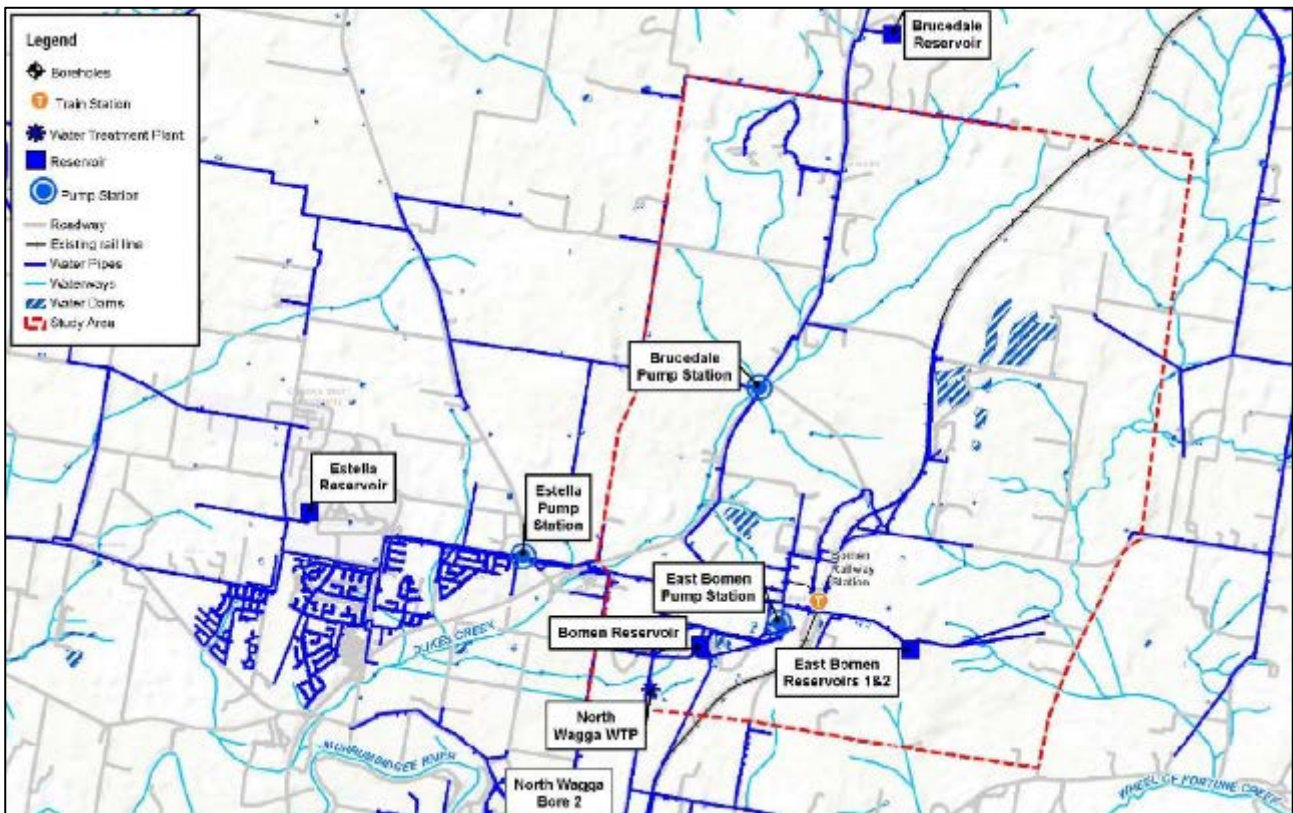 Legend
Boreholes
Train Station
Water Treatment Plant
Reservoir
Pump Station
Roadway
Existing rail line
Water Pipes
Waterways
Water Dams
Study Area
Brucedale
Reservoir
Brucedale
Pump Station
Estella
Reservoir
Estella
Pump
Station
Bomen
Railway
Station
East Bomen
Pump Station
Bomen Reservoir
East Bomen
Reservoirs 1&2
North
Wagga WTP
North Wagga
Bore 2
DUKES CREEK
MURRUMBIDGEE RIVER
WHEEL OF FORTUNE CREEK